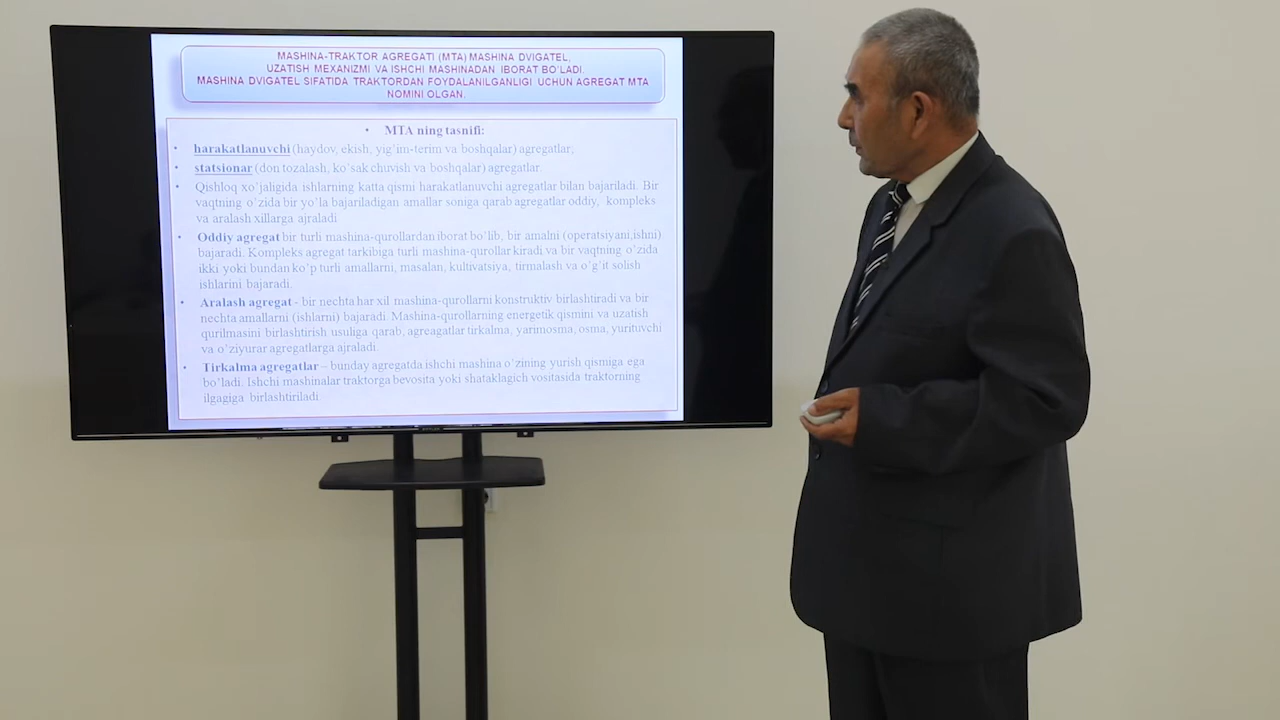 MASHINA-TRAKTOR AGREGATI (MTA) MASHINA DVIGATEL,
UZATISH MEXANIZMI VA ISHCHI MASHINADAN IBORAT BO'LADI.
MASHINA DVIGATEL SIFATIDA TRAKTORDAN FOYDALANILGANLIGI UCHUN AGREGAT MTA
NOMINI OLGAN.
• MTA ning tasnifi:
• harakatlanuvchi (haydov, ekish, yig'im-terim va boshqalar) agregatlar,
• statsionar (don tozalash, ko'sak chuvish va boshqalar) agregatlar.
• Qishloq xo'jaligida ishlarning katta qismi harakatlanuvchi agregatlar bilan bajariladi. Bir
vaqtning o'zida bir yo'la bajariladigan amallar soniga qarab agregatlar oddiy, kompleks
va aralash xillarga ajraladi
• Oddiy agregat bir turli mashina-qurollardan iborat bo'lib, bir amalni (operatsiyani,ishni)
bajaradi. Kompleks agregat tarkibiga turli mashina-qurollar kiradi va bir vaqtning o'zida
ikki yoki bundan ko'p turli amallarni, masalan, kultivatsiya, tirmalash va o'g'it solish
ishlarini bajaradi.
• Aralash agregat - bir nechta har xil mashina-qurollarni konstruktiv birlashtiradi va bir
nechta amallarni (ishlarni) bajaradi. Mashina-qurollarning energetik qismini va uzatish
qurilmasini birlashtirish usuliga qarab, agreagatlar tirkalma, yarimosma, osma, yurituvchi
va o'ziyurar agregatlarga ajraladi.
• Tirkalma agregatlar – bunday agregatda ishchi mashina o'zining yurish qismiga ega
bo'ladi. Ishchi mashinalar traktorga bevosita yoki shataklagich vositasida traktorning
ilgagiga birlashtiriladi